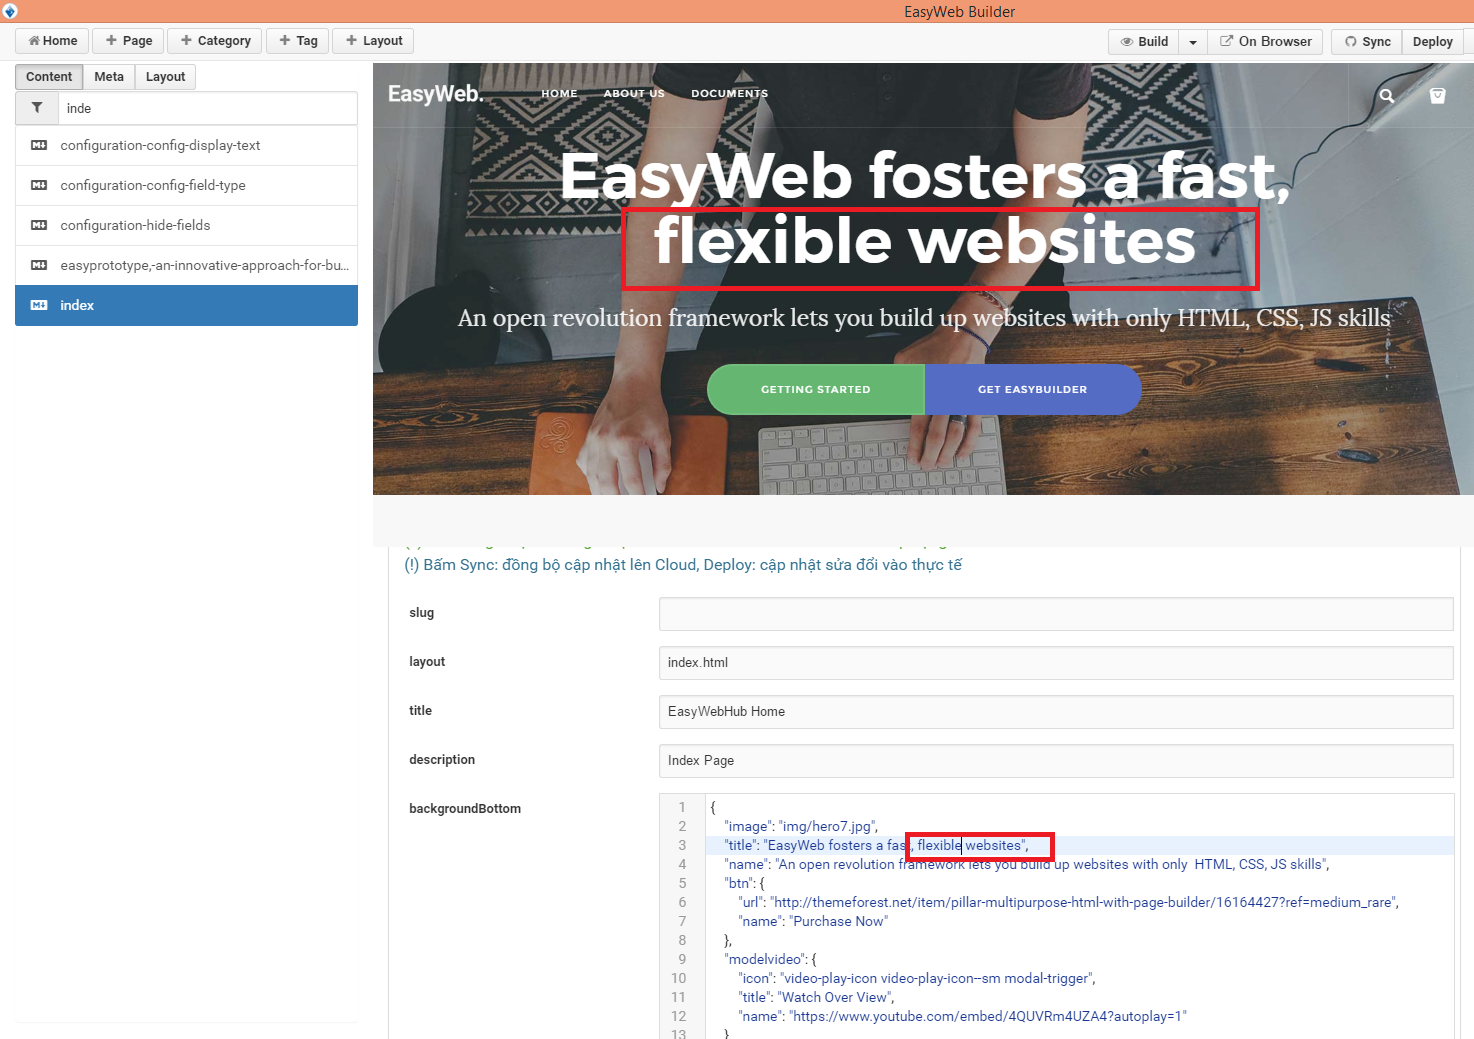 EasyWeb Builder
Home Page Category Tag Layout
Build On Browser Sync Deploy
Content Meta Layout
inde
configuration-config-display-text
configuration-config-field-type
configuration-hide-fields
easyprototype,-an-innovative-approach-for-bu...
index
EasyWeb. HOME ABOUT US DOCUMENTS
EasyWeb fosters a fast,
flexible websites
An open revolution framework lets you build up websites with only HTML, CSS, JS skills
GETTING STARTED GET EASYBUILDER
(!) Bấm Sync: đồng bộ cập nhật lên Cloud, Deploy: cập nhật sửa đổi vào thực tế
slug
layout index.html
title EasyWebHub Home
description Index Page
backgroundBottom
1 {
2 "image": "img/hero7.jpg",
3 "title": "EasyWeb fosters a fast, flexible websites",
4 "name": "An open revolution framework lets you build up websites with only  HTML, CSS, JS skills",
5 "btn": {
6 "url": "http://themeforest.net/item/pillar-multipurpose-html-with-page-builder/16164427?ref=medium_rare",
7 "name": "Purchase Now"
8 },
9 "modelvideo": {
10 "icon": "video-play-icon video-play-icon--sm modal-trigger",
11 "title": "Watch Over View",
12 "name": "https://www.youtube.com/embed/4QUVRm4UZA4?autoplay=1"
13 }